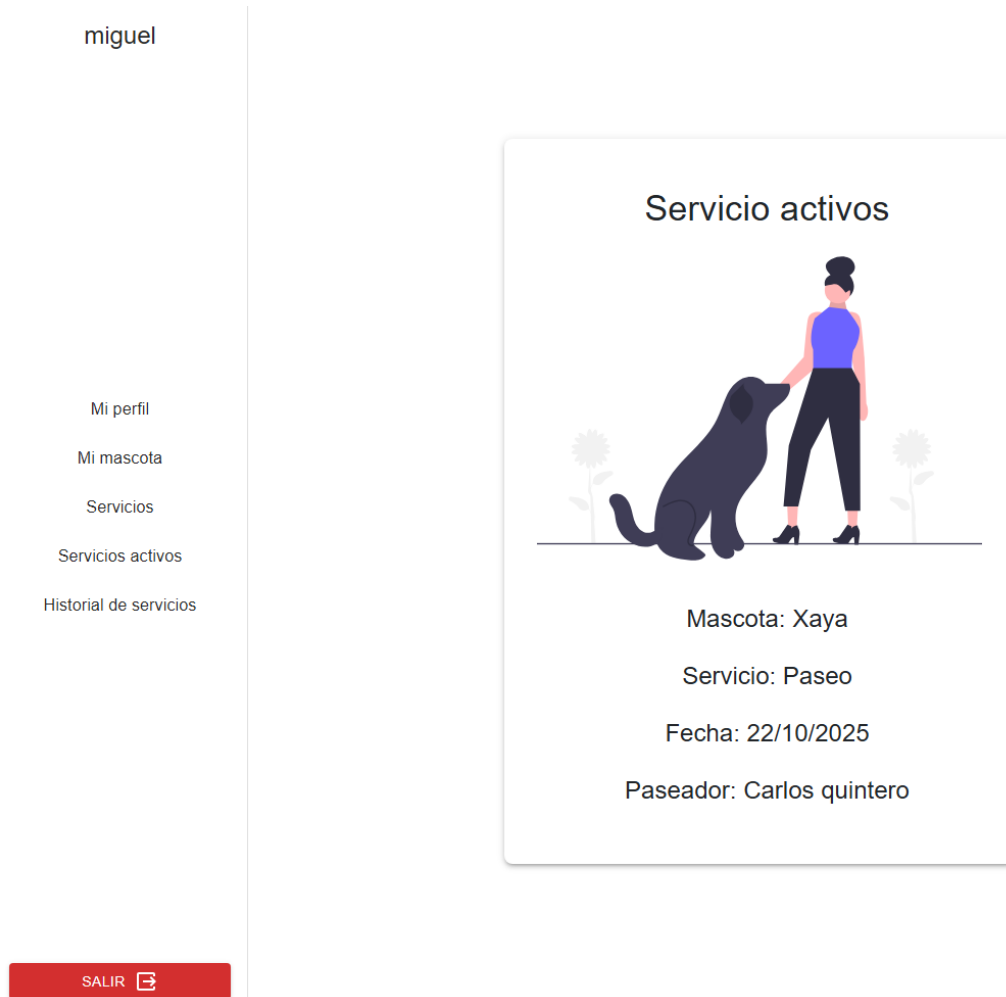 miguel
Mi perfil
Mi mascota
Servicios
Servicios activos
Historial de servicios
SALIR
Servicio activos
Mascota: Xaya
Servicio: Paseo
Fecha: 22/10/2025
Paseador: Carlos quintero